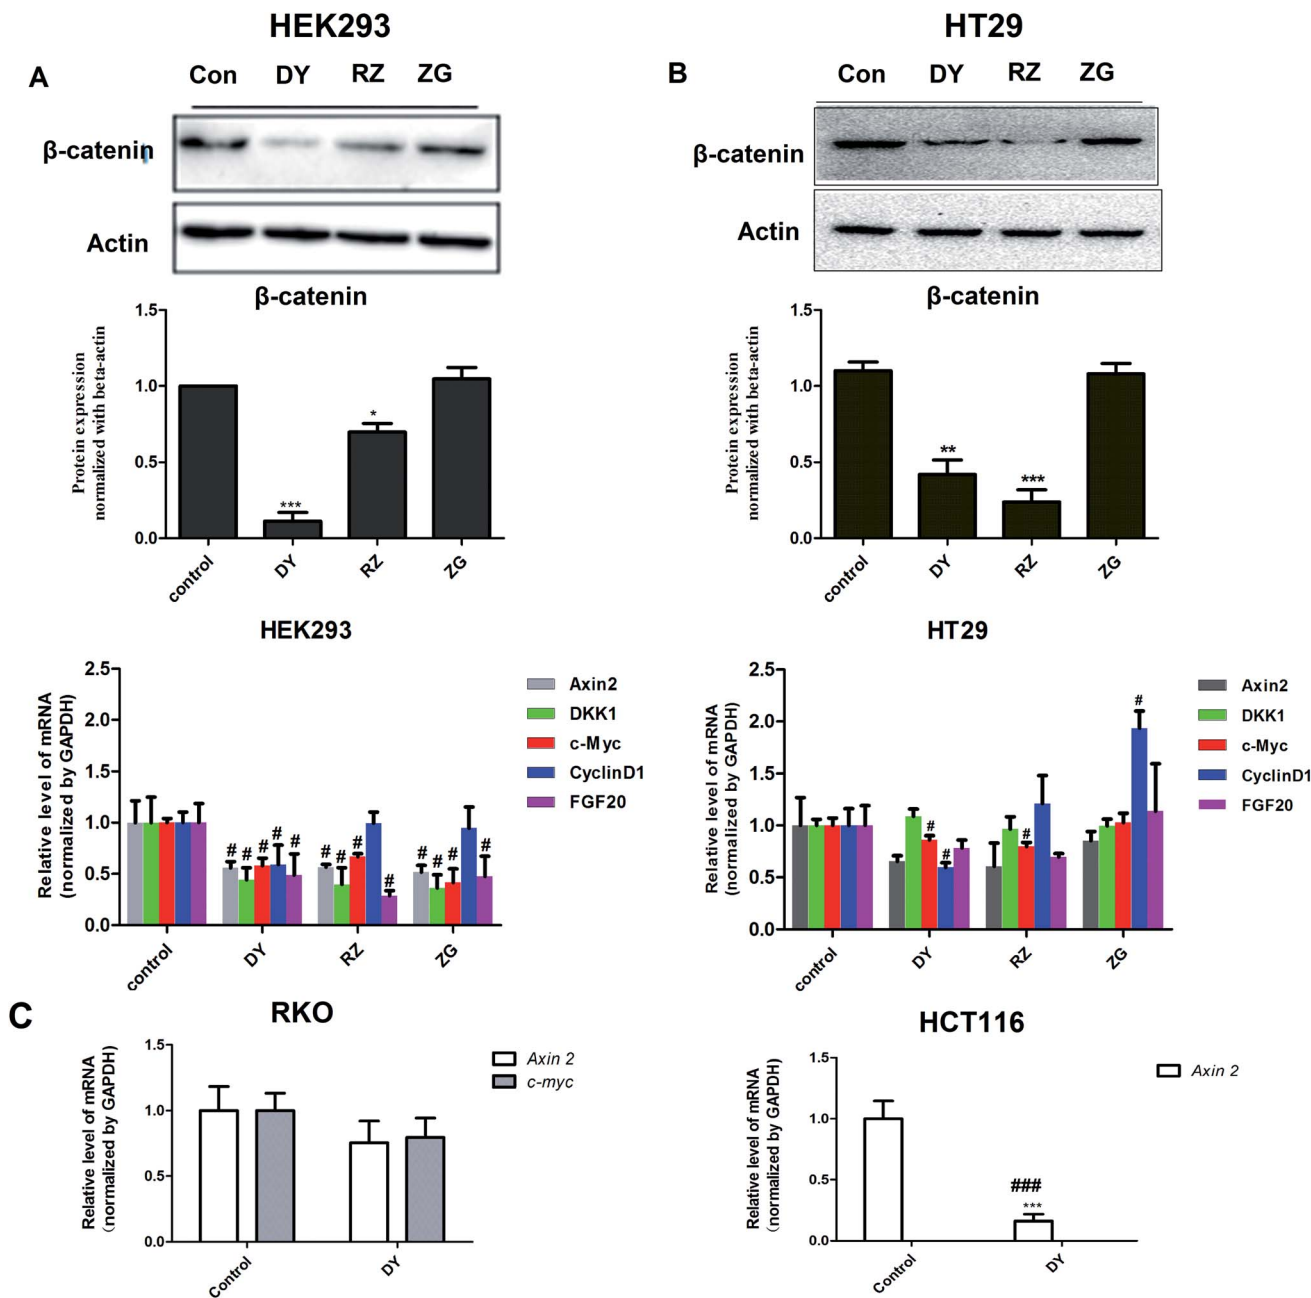 HEK293
A
Con DY RZ ZG
β-catenin
Actin
β-catenin
Protein expression
normalized with beta-actin
1.5
1.0
0.5
0.0
***
*
control DY RZ ZG
HEK293
Relative level of mRNA
(normalized by GAPDH)
2.5
2.0
1.5
1.0
0.5
0.0
# # # # #
# # # #
# # # #
control DY RZ ZG
Axin2
DKK1
c-Myc
CyclinD1
FGF20
HT29
B
Con DY RZ ZG
β-catenin
Actin
β-catenin
Protein expression
normalized with beta-actin
1.5
1.0
0.5
0.0
**
***
control DY RZ ZG
HT29
Relative level of mRNA
(normalized by GAPDH)
2.5
2.0
1.5
1.0
0.5
0.0
# #
#
#
control DY RZ ZG
Axin2
DKK1
c-Myc
CyclinD1
FGF20
C
RKO
Relative level of mRNA
(normalized by GAPDH)
1.5
1.0
0.5
0.0
Control DY
Axin 2
c-myc
HCT116
Relative level of mRNA
(normalized by GAPDH)
1.5
1.0
0.5
0.0
###
***
Control DY
Axin 2